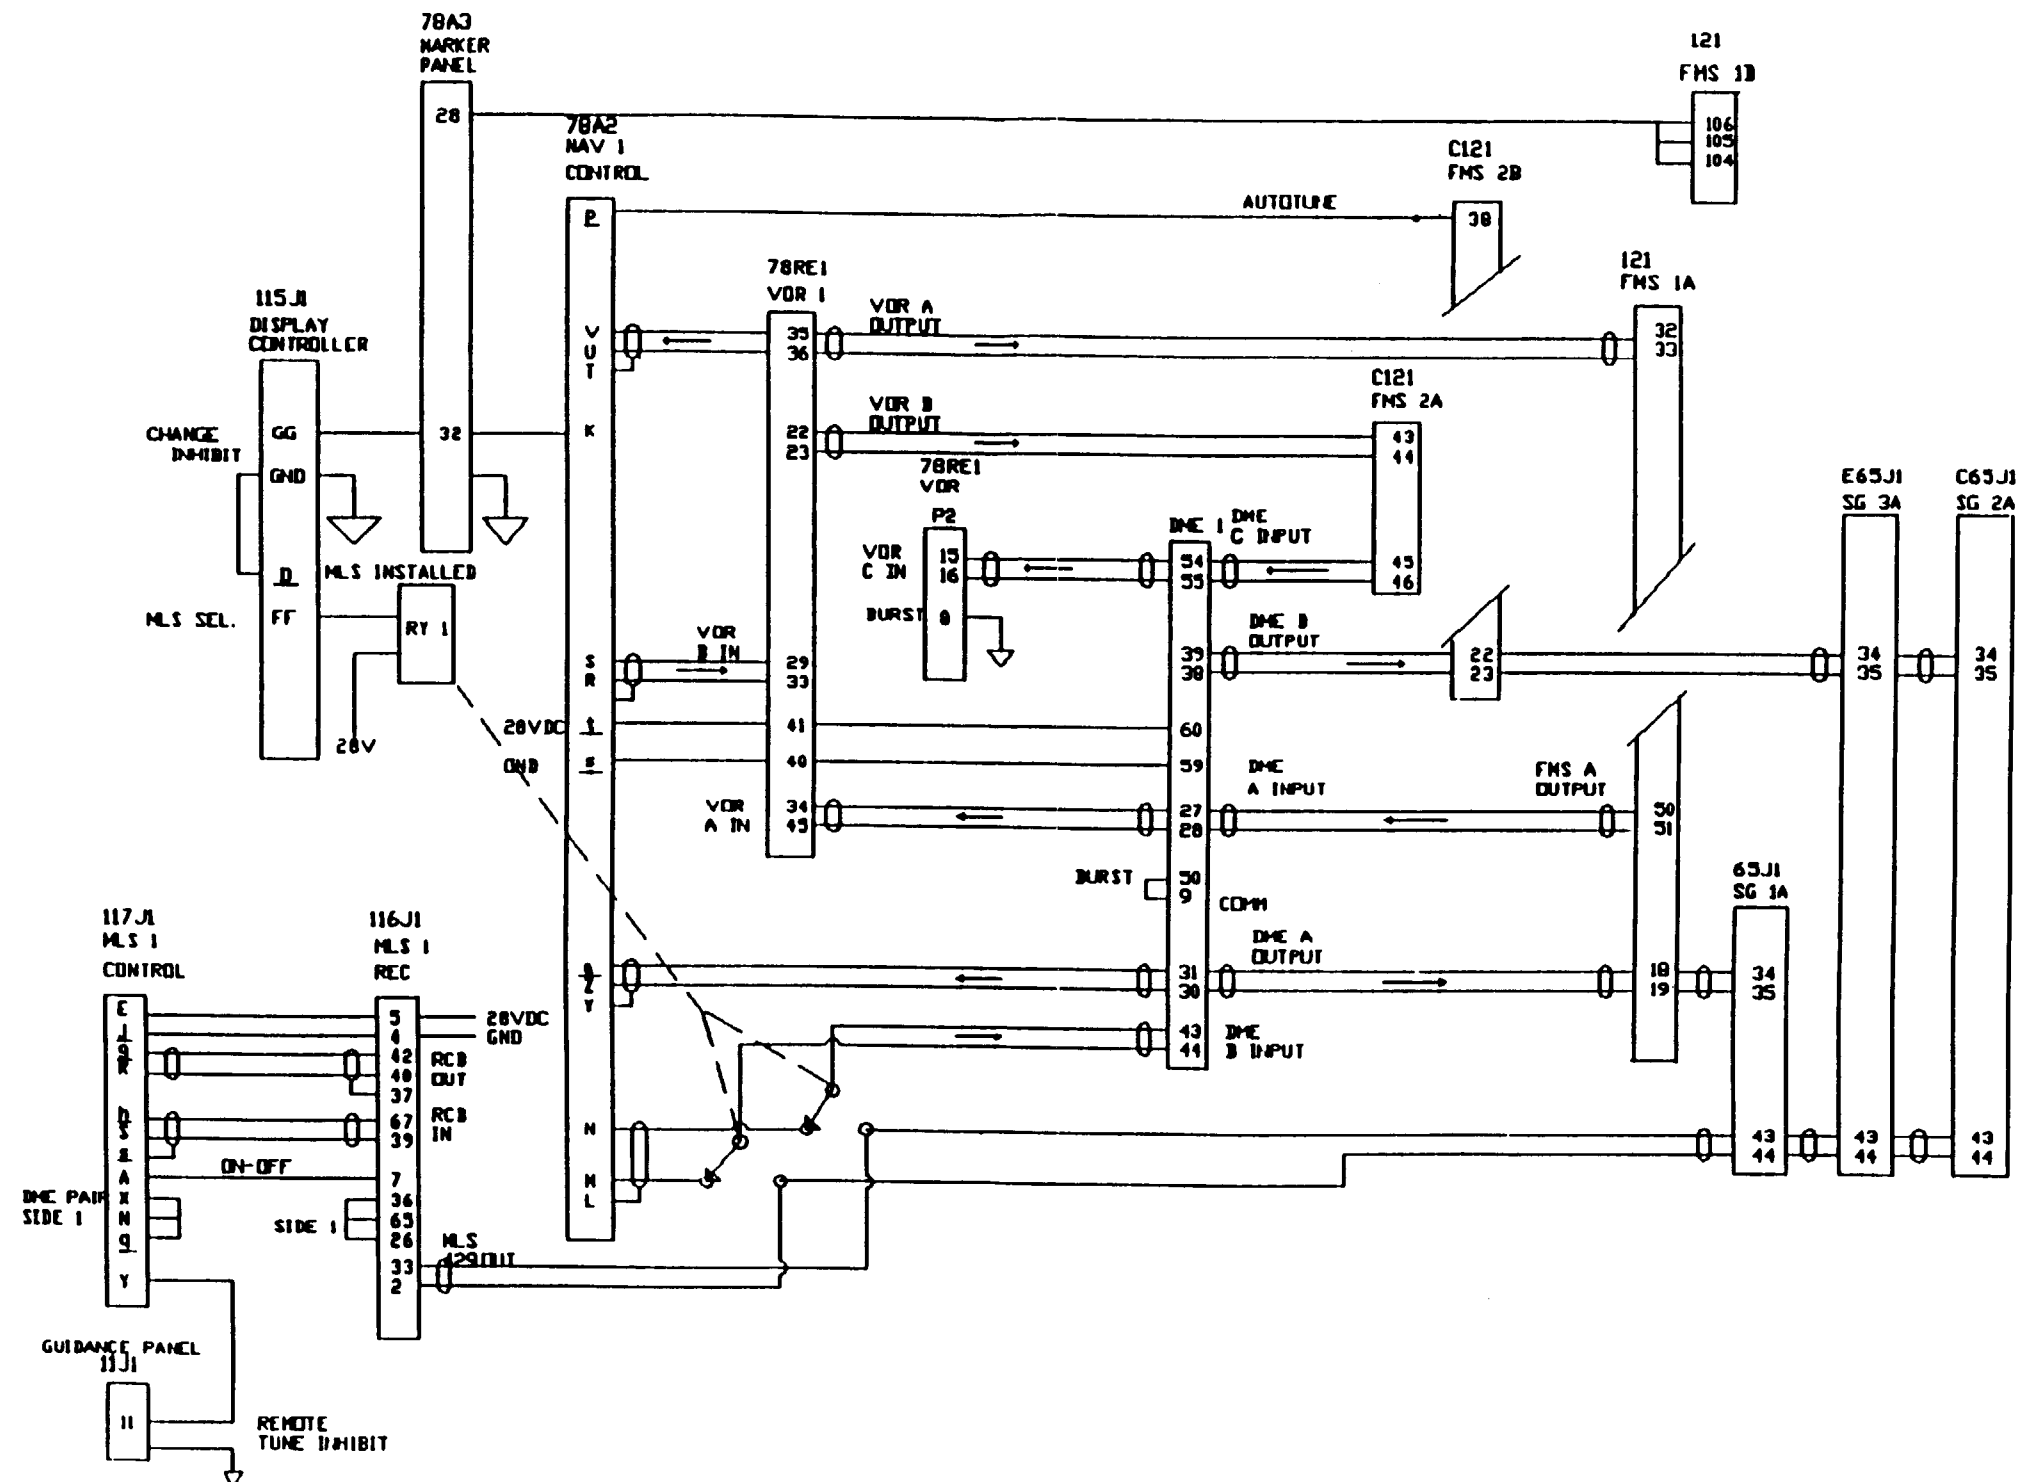 78A3
MARKER
PANEL
28
32
121
FMS 1B
106
105
104
78A2
NAV 1
CONTROL
P
V
U
T
K
S
R
28VDC
GND
Z
Y
N
M
L
C121
FMS 2B
AUTOTUNE
38
22
23
115J1
DISPLAY
CONTROLLER
CHANGE
INHIBIT
GG
GND
D
MLS SEL.
FF
MLS INSTALLED
RY 1
28V
78RE1
VOR 1
35
36
22
23
29
33
41
40
34
45
VOR A
OUTPUT
VOR B
OUTPUT
VOR
B IN
VOR
A IN
121
FMS 1A
32
33
50
51
18
19
C121
FMS 2A
43
44
45
46
78RE1
VOR
P2
VOR
C IN
15
16
BURST
8
DME 1
DME
C INPUT
54
55
39
38
60
59
27
28
50
9
31
30
43
44
DME B
OUTPUT
DME
A INPUT
FMS A
OUTPUT
BURST
COMM
DME A
OUTPUT
DME
B INPUT
E65J1
SG 3A
34
35
43
44
C65J1
SG 2A
34
35
43
44
65J1
SG 1A
34
35
43
44
117J1
MLS 1
CONTROL
E
R
S
A
X
N
Y
DME PAIR
SIDE 1
116J1
MLS 1
REC
5
4
42
40
37
67
39
7
36
65
26
33
2
28VDC
GND
RCB
OUT
RCB
IN
ON-OFF
SIDE 1
MLS
429 OUT
GUIDANCE PANEL
11J1
11
REMOTE
TUNE INHIBIT